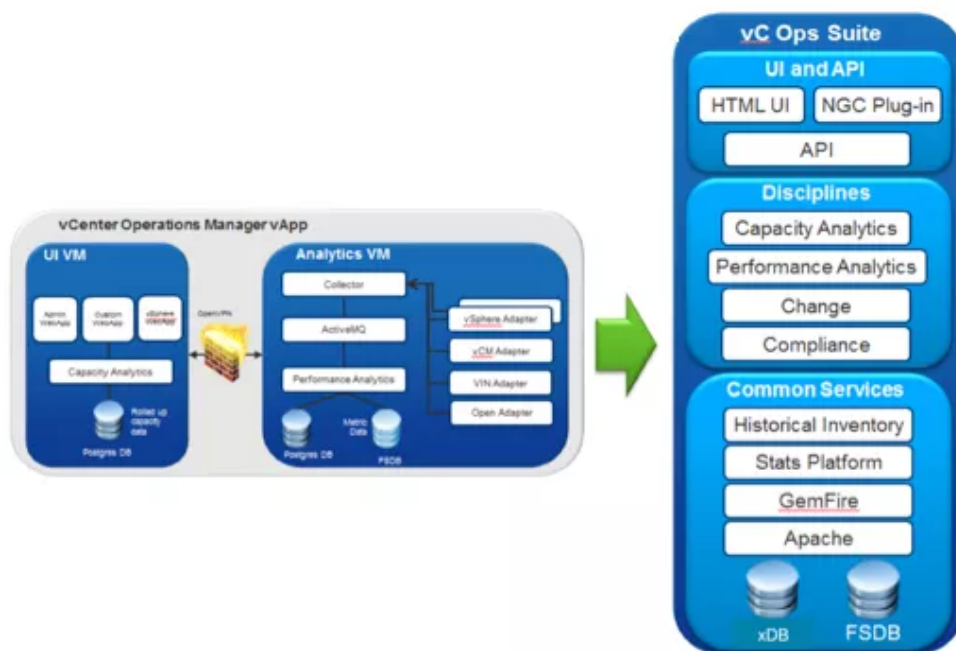 vCenter Operations Manager vApp
UI VM
Admin
WebApp
Custom
WebApp
vSphere
WebApp
Capacity Analytics
Rolled up
capacity
data
Postgres DB
OpenVPN
Analytics VM
Collector
ActiveMQ
Performance Analytics
Postgres DB
Metric
Data
FSDB
vSphere Adapter
vCM Adapter
VIN Adapter
Open Adapter
vC Ops Suite
UI and API
HTML UI
NGC Plug-in
API
Disciplines
Capacity Analytics
Performance Analytics
Change
Compliance
Common Services
Historical Inventory
Stats Platform
GemFire
Apache
xDB
FSDB